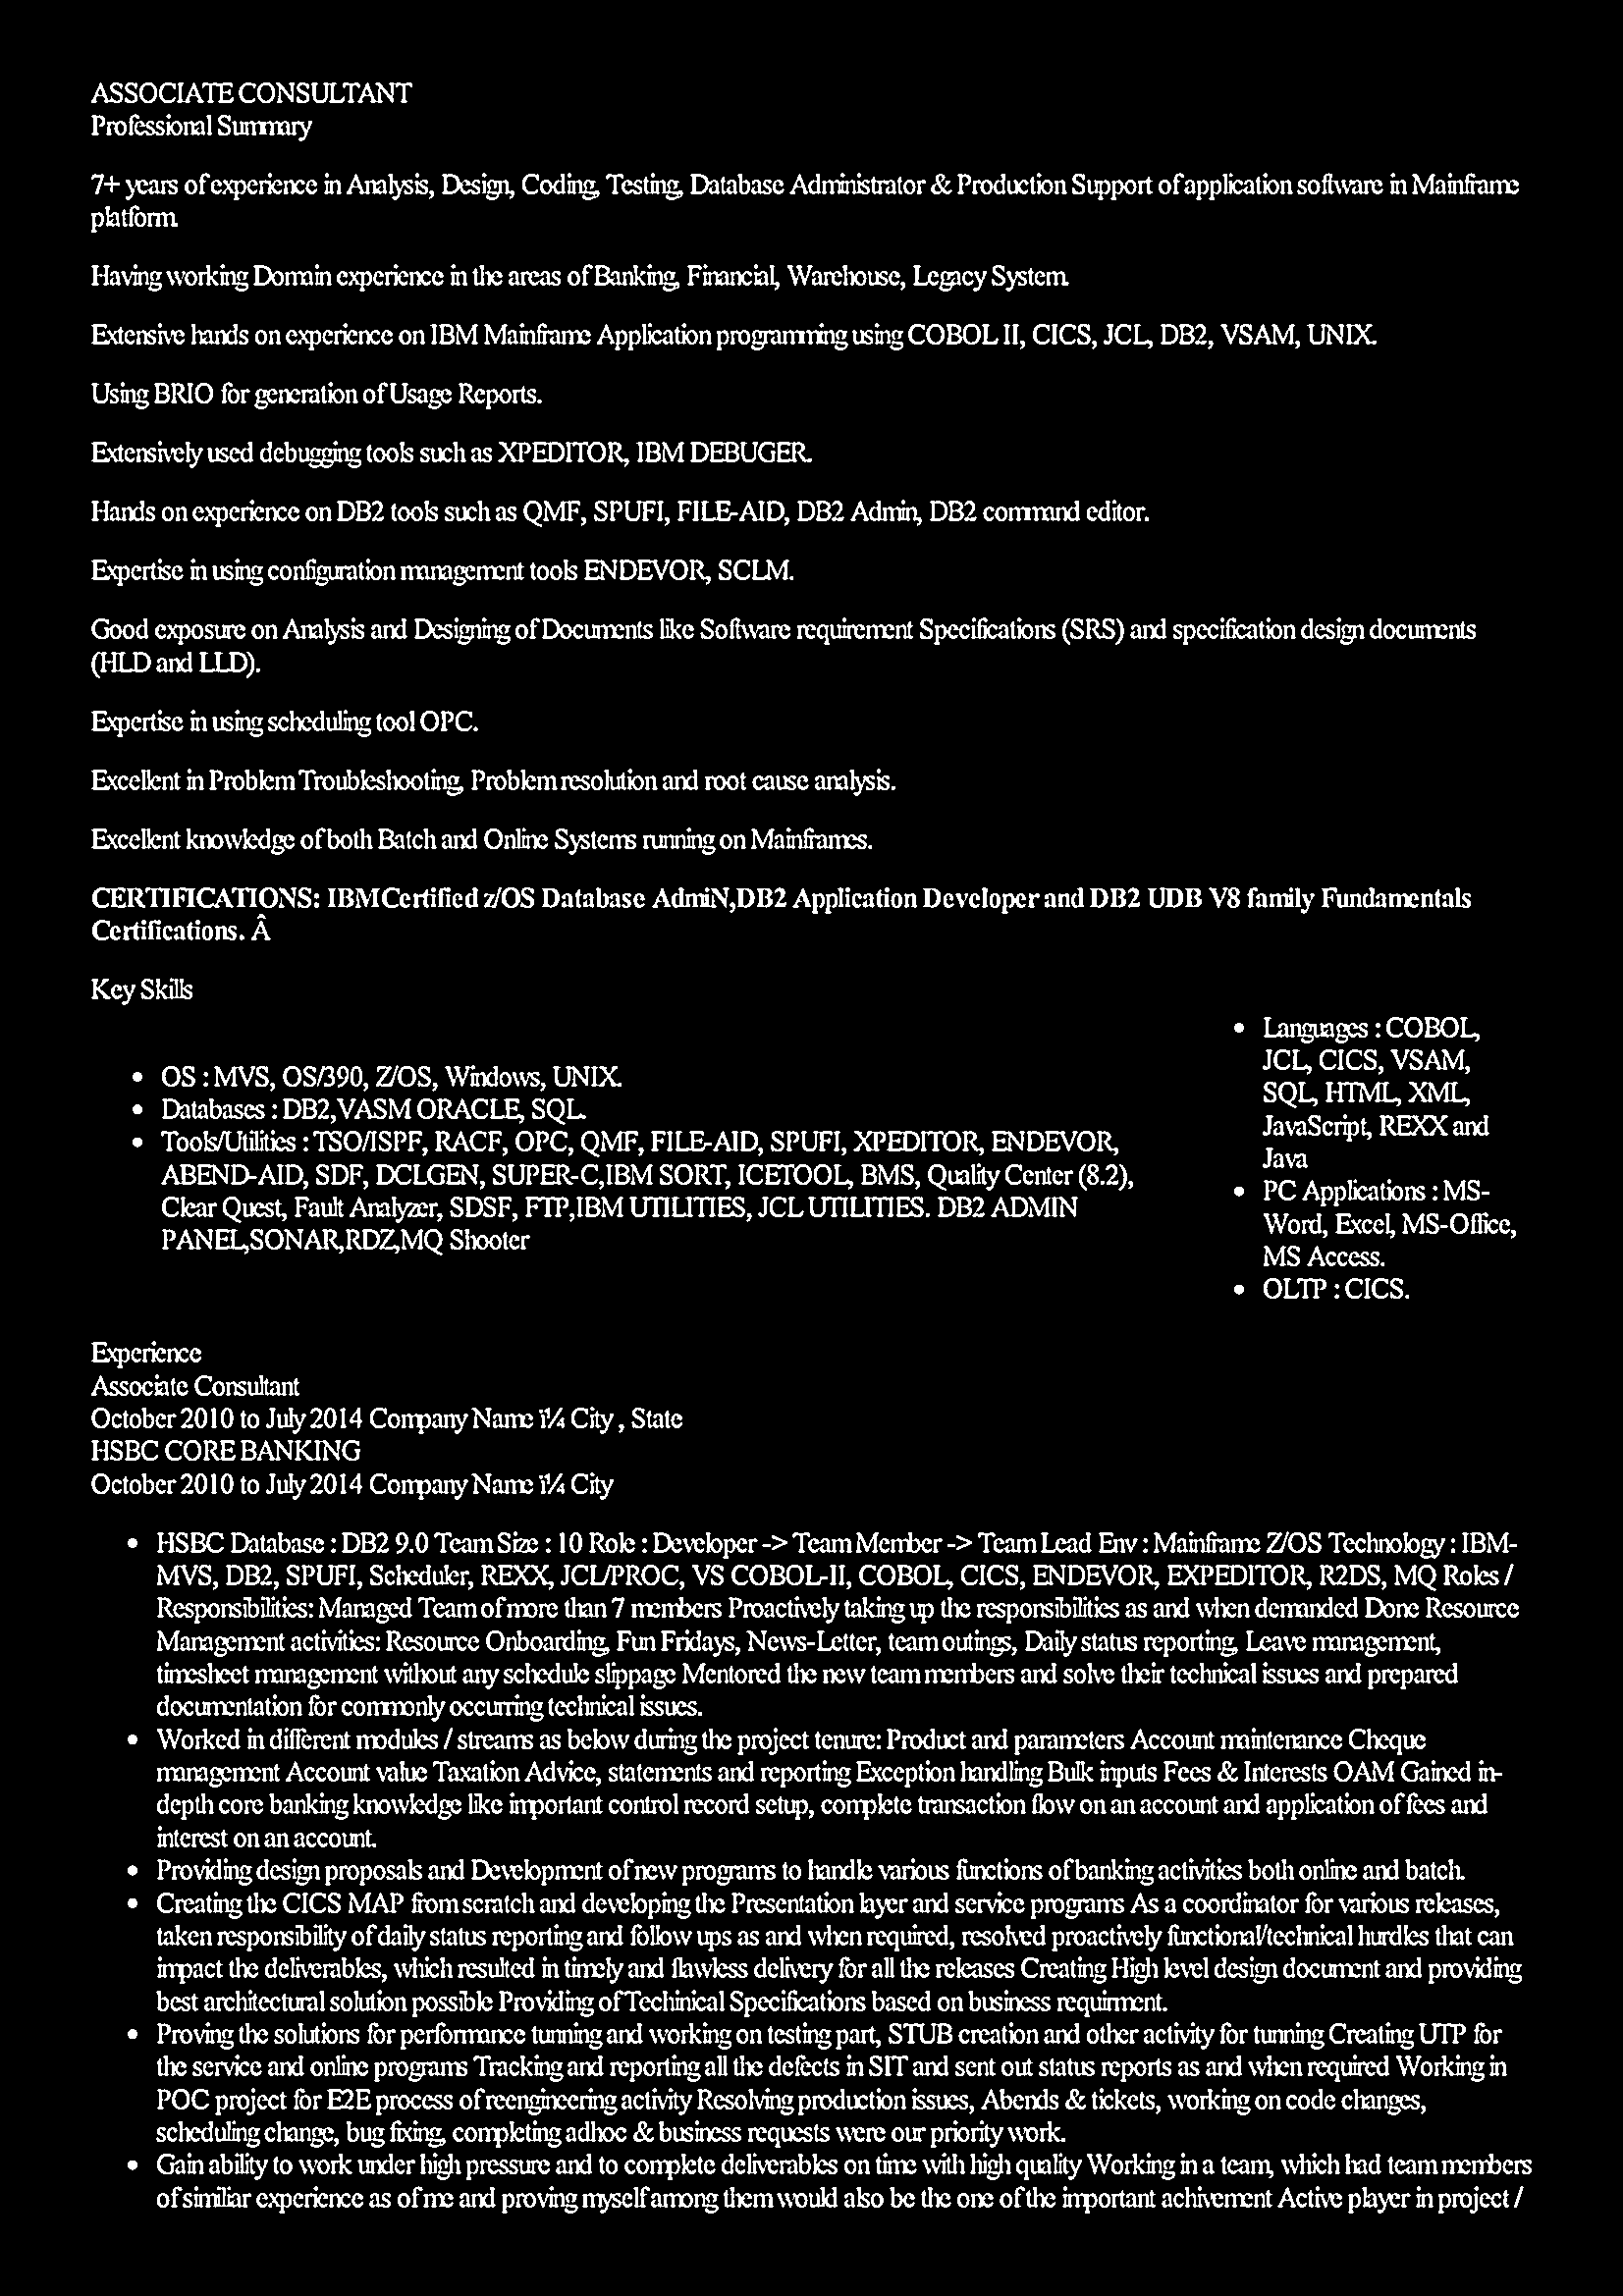 ASSOCIATE CONSULTANT
Professional Summary
7+ years of experience in Analysis, Design, Coding, Testing, Database Administrator & Production Support of application software in Mainframe
platform.
Having working Domain experience in the areas of Banking, Financial, Warehouse, Legacy System.
Extensive hands on experience on IBM Mainframe Application programming using COBOL II, CICS, JCL, DB2, VSAM, UNIX.
Using BRIO for generation of Usage Reports.
Extensively used debugging tools such as XPEDITOR, IBM DEBUGER.
Hands on experience on DB2 tools such as QMF, SPUFI, FILE-AID, DB2 Admin, DB2 command editor.
Expertise in using configuration management tools ENDEVOR, SCLM.
Good exposure on Analysis and Designing of Documents like Software requirement Specifications (SRS) and specification design documents
(HLD and LLD).
Expertise in using scheduling tool OPC.
Excellent in Problem Troubleshooting, Problem resolution and root cause analysis.
Excellent knowledge of both Batch and Online Systems running on Mainframes.
CERTIFICATIONS: IBM Certified z/OS Database AdmiN,DB2 Application Developer and DB2 UDB V8 family Fundamentals
Certifications. Â
Key Skills
• OS : MVS, OS/390, Z/OS, Windows, UNIX.
• Databases : DB2,VASM ORACLE, SQL.
• Tools/Utilities : TSO/ISPF, RACF, OPC, QMF, FILE-AID, SPUFI, XPEDITOR, ENDEVOR,
ABEND-AID, SDF, DCLGEN, SUPER-C,IBM SORT, ICETOOL, BMS, Quality Center (8.2),
Clear Quest, Fault Analyzer, SDSF, FTP,IBM UTILITIES, JCL UTILITIES. DB2 ADMIN
PANEL,SONAR,RDZ,MQ Shooter
• Languages : COBOL,
JCL, CICS, VSAM,
SQL, HTML, XML,
JavaScript, REXX and
Java
• PC Applications : MS-
Word, Excel, MS-Office,
MS Access.
• OLTP : CICS.
Experience
Associate Consultant
October 2010 to July 2014 Company Name ï¼ City , State
HSBC CORE BANKING
October 2010 to July 2014 Company Name ï¼ City
• HSBC Database : DB2 9.0 Team Size : 10 Role : Developer -> Team Member -> Team Lead Env : Mainframe Z/OS Technology : IBM-
MVS, DB2, SPUFI, Scheduler, REXX, JCL/PROC, VS COBOL-II, COBOL, CICS, ENDEVOR, EXPEDITOR, R2DS, MQ Roles /
Responsibilities: Managed Team of more than 7 members Proactively taking up the responsibilities as and when demanded Done Resource
Management activities: Resource Onboarding, Fun Fridays, News-Letter, team outings, Daily status reporting, Leave management,
timesheet management without any schedule slippage Mentored the new team members and solve their technical issues and prepared
documentation for commonly occurring technical issues.
• Worked in different modules / streams as below during the project tenure: Product and parameters Account maintenance Cheque
management Account value Taxation Advice, statements and reporting Exception handling Bulk inputs Fees & Interests OAM Gained in-
depth core banking knowledge like important control record setup, complete transaction flow on an account and application of fees and
interest on an account.
• Providing design proposals and Development of new programs to handle various functions of banking activities both online and batch.
• Creating the CICS MAP from scratch and developing the Presentation layer and service programs As a coordinator for various releases,
taken responsibility of daily status reporting and follow ups as and when required, resolved proactively functional/technical hurdles that can
impact the deliverables, which resulted in timely and flawless delivery for all the releases Creating High level design document and providing
best architectural solution possible Providing of Techinical Specifications based on business requirment.
• Proving the solutions for performance tunning and working on testing part, STUB creation and other activity for tunning Creating UTP for
the service and online programs Tracking and reporting all the defects in SIT and sent out status reports as and when required Working in
POC project for E2E process of reengineering activity Resolving production issues, Abends & tickets, working on code changes,
scheduling change, bug fixing, completing adhoc & business requests were our priority work.
• Gain ability to work under high pressure and to complete deliverables on time with high quality Working in a team, which had team members
of similiar experience as of me and proving myself among them would also be the one of the important achivement Active player in project /